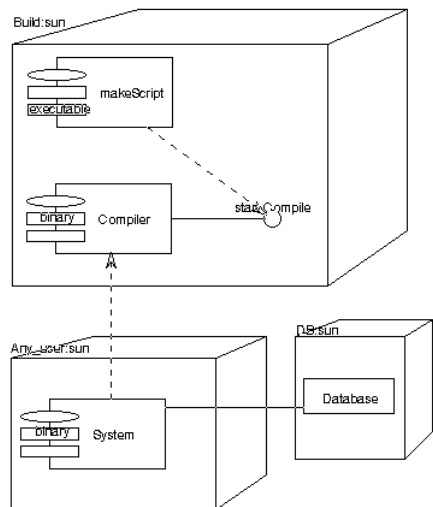 Build:sun
makeScript
executable
startCompile
binary
Compiler
Any_user:sun
DB:sun
Database
binary
System